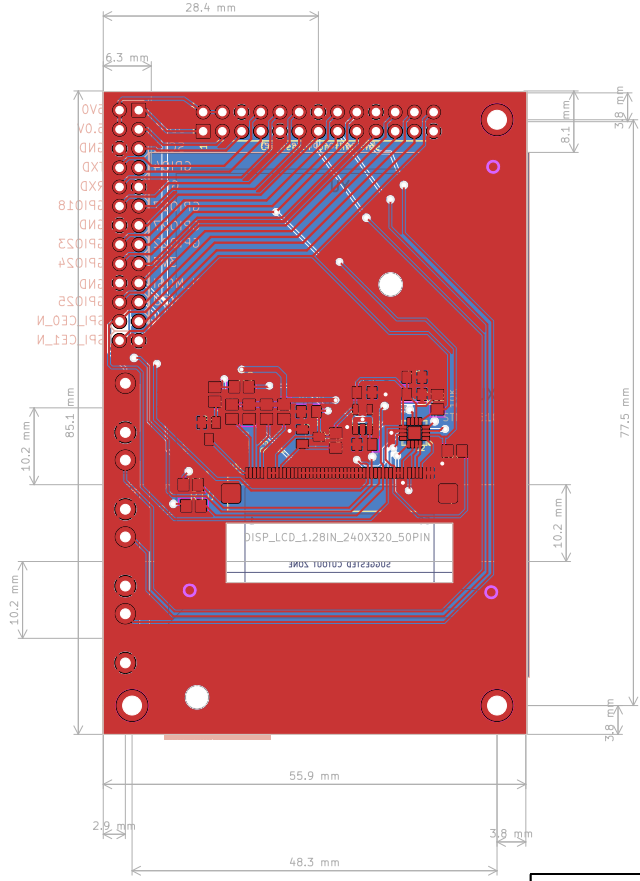 28.4 mm
6.3 mm
3.8 mm
8.1 mm
5V0
5.0V
GND
TXD
RXD
GPIO18
GND
GPIO23
GPIO24
GND
GPIO25
SPI_CE0_N
SPI_CE1_N
85.1 mm
77.5 mm
10.2 mm
10.2 mm
10.2 mm
DISP_LCD_1.28IN_240X320_50PIN
SUGGESTED CUTOUT ZONE
3.8 mm
55.9 mm
2.9 mm
3.8 mm
48.3 mm